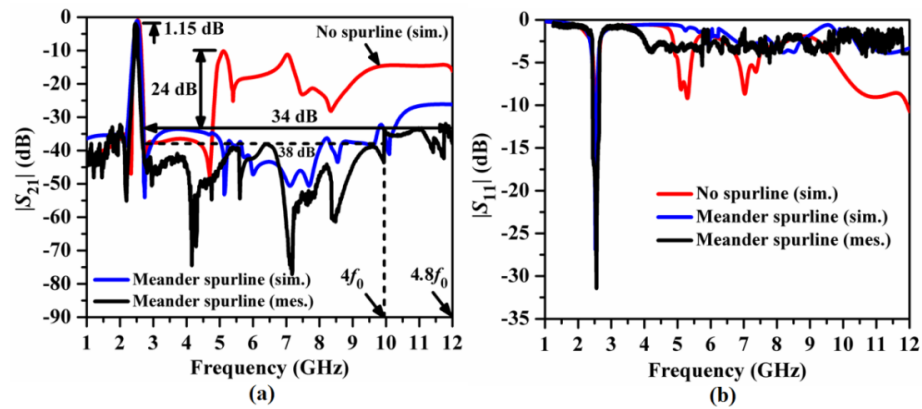 0
-10
-20
-30
-40
-50
-60
-70
-80
-90
|S21| (dB)
1.15 dB
No spurline (sim.)
24 dB
34 dB
38 dB
Meander spurline (sim.)
Meander spurline (mes.)
4f0
4.8f0
1 2 3 4 5 6 7 8 9 10 11 12
Frequency (GHz)
(a)
0
-5
-10
-15
-20
-25
-30
-35
|S11| (dB)
No spurline (sim.)
Meander spurline (sim.)
Meander spurline (mes.)
1 2 3 4 5 6 7 8 9 10 11 12
Frequency (GHz)
(b)